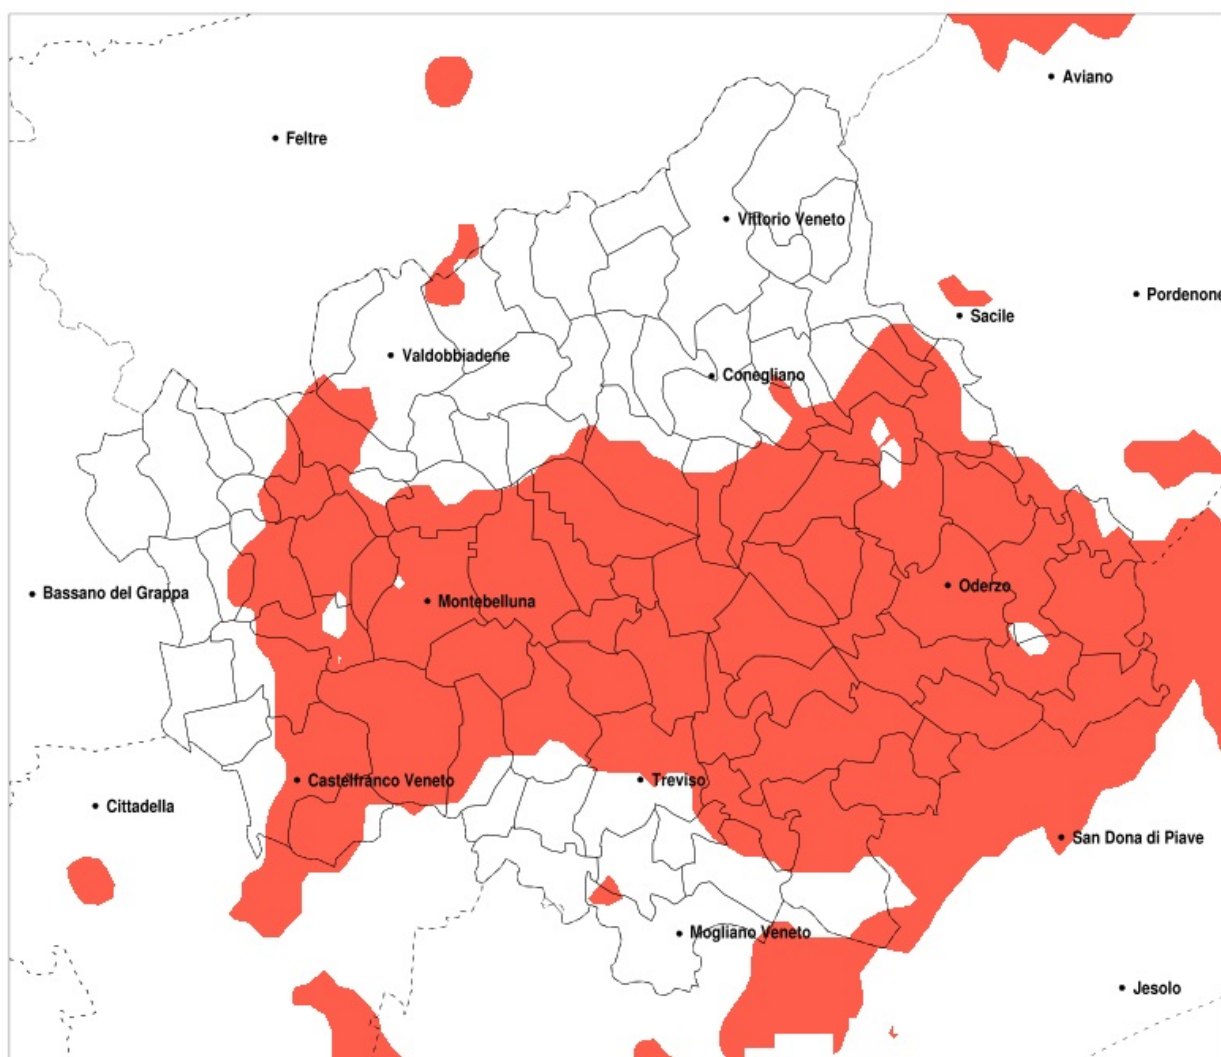 Aviano
Feltre
Vittorio Veneto
Pordenone
Sacile
Valdobbiadene
Conegliano
Oderzo
Bassano del Grappa
Montebelluna
Treviso
Castelfranco Veneto
Cittadella
San Dona di Piave
Mogliano Veneto
Jesolo